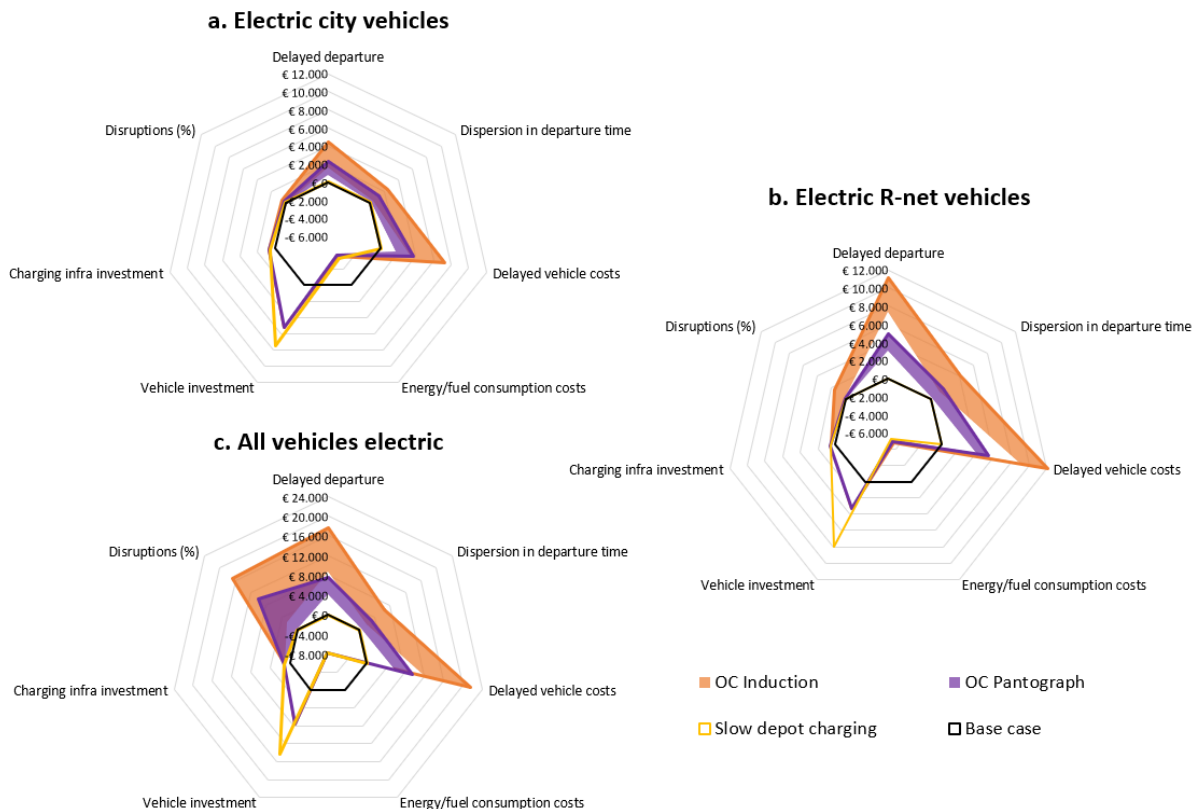 a. Electric city vehicles
Delayed departure
€ 12.000
€ 10.000
€ 8.000
€ 6.000
€ 4.000
€ 2.000
€ 0
-€ 2.000
-€ 4.000
-€ 6.000
Dispersion in departure time
Delayed vehicle costs
Energy/fuel consumption costs
Vehicle investment
Charging infra investment
Disruptions (%)
b. Electric R-net vehicles
Delayed departure
€ 12.000
€ 10.000
€ 8.000
€ 6.000
€ 4.000
€ 2.000
€ 0
-€ 2.000
-€ 4.000
-€ 6.000
Dispersion in departure time
Delayed vehicle costs
Energy/fuel consumption costs
Vehicle investment
Charging infra investment
Disruptions (%)
c. All vehicles electric
Delayed departure
€ 24.000
€ 20.000
€ 16.000
€ 12.000
€ 8.000
€ 4.000
€ 0
-€ 4.000
-€ 8.000
Dispersion in departure time
Delayed vehicle costs
Energy/fuel consumption costs
Vehicle investment
Charging infra investment
Disruptions (%)
OC Induction
OC Pantograph
Slow depot charging
Base case